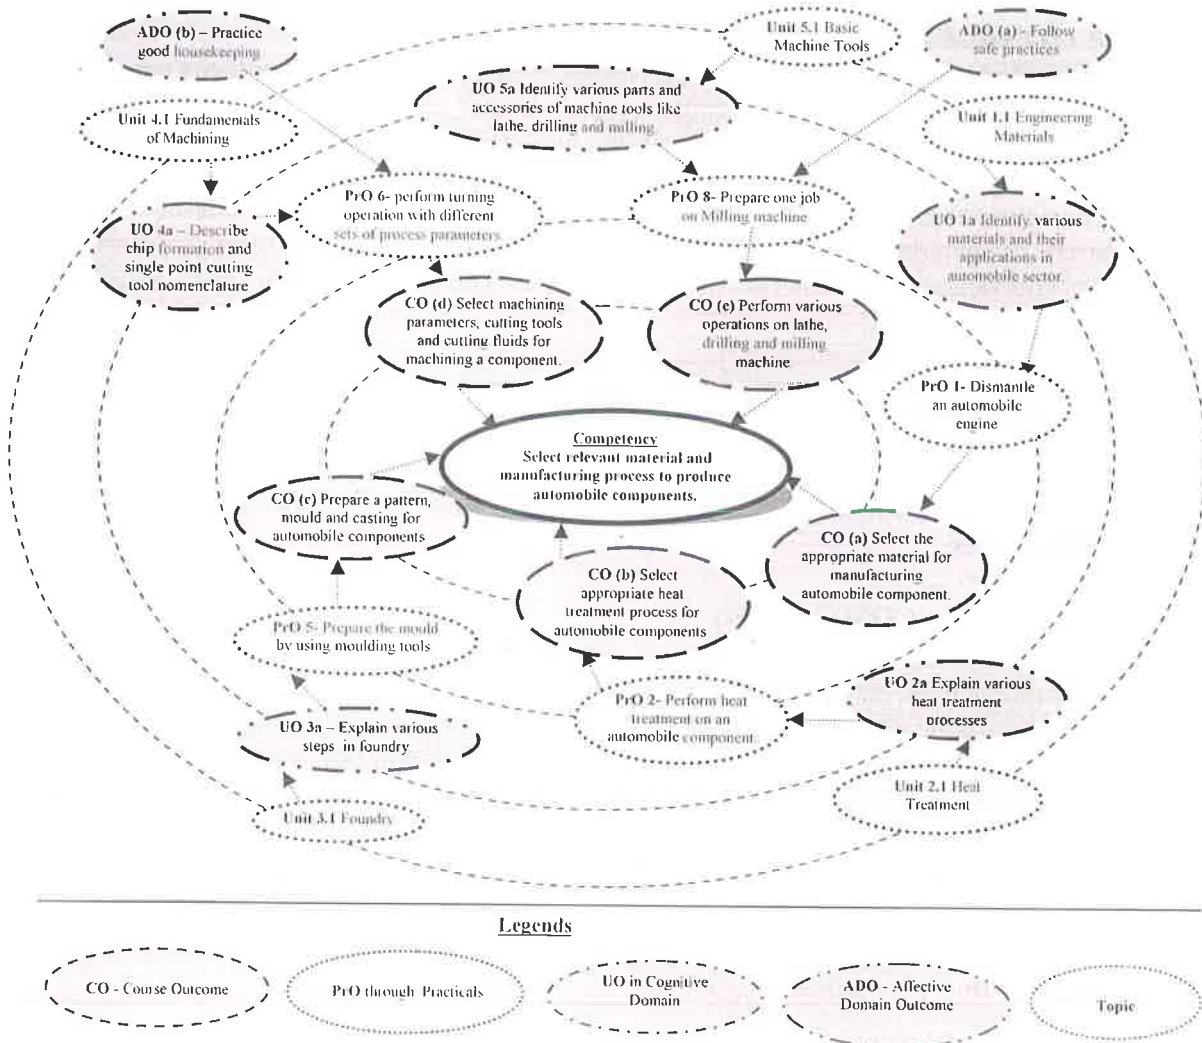 ADO (b) – Practice
good housekeeping
Unit 5.1 Basic
Machine Tools
ADO (a) - Follow
safe practices
UO 5a Identify various parts and
accessories of machine tools like
lathe, drilling and milling
Unit 4.1 Fundamentals
of Machining
Unit 1.1 Engineering
Materials
PrO 6- perform turning
operation with different
sets of process parameters
PrO 8- Prepare one job
on Milling machine
UO 4a – Describe
chip formation and
single point cutting
tool nomenclature
UO 1a Identify various
materials and their
applications in
automobile sector.
CO (d) Select machining
parameters, cutting tools
and cutting fluids for
machining a component.
CO (e) Perform various
operations on lathe,
drilling and milling
machine
PrO 1- Dismantle
an automobile
engine
Competency
Select relevant material and
manufacturing process to produce
automobile components.
CO (c) Prepare a pattern,
mould and casting for
automobile components
CO (a) Select the
appropriate material for
manufacturing
automobile component.
CO (b) Select
appropriate heat
treatment process for
automobile components
PrO 5- Prepare the mould
by using moulding tools
PrO 2- Perform heat
treatment on an
automobile component
UO 2a Explain various
heat treatment
processes
UO 3a – Explain various
steps in foundry
Unit 2.1 Heat
Treatment
Unit 3.1 Foundry
Legends
CO - Course Outcome
PrO through Practicals
UO in Cognitive
Domain
ADO - Affective
Domain Outcome
Topic